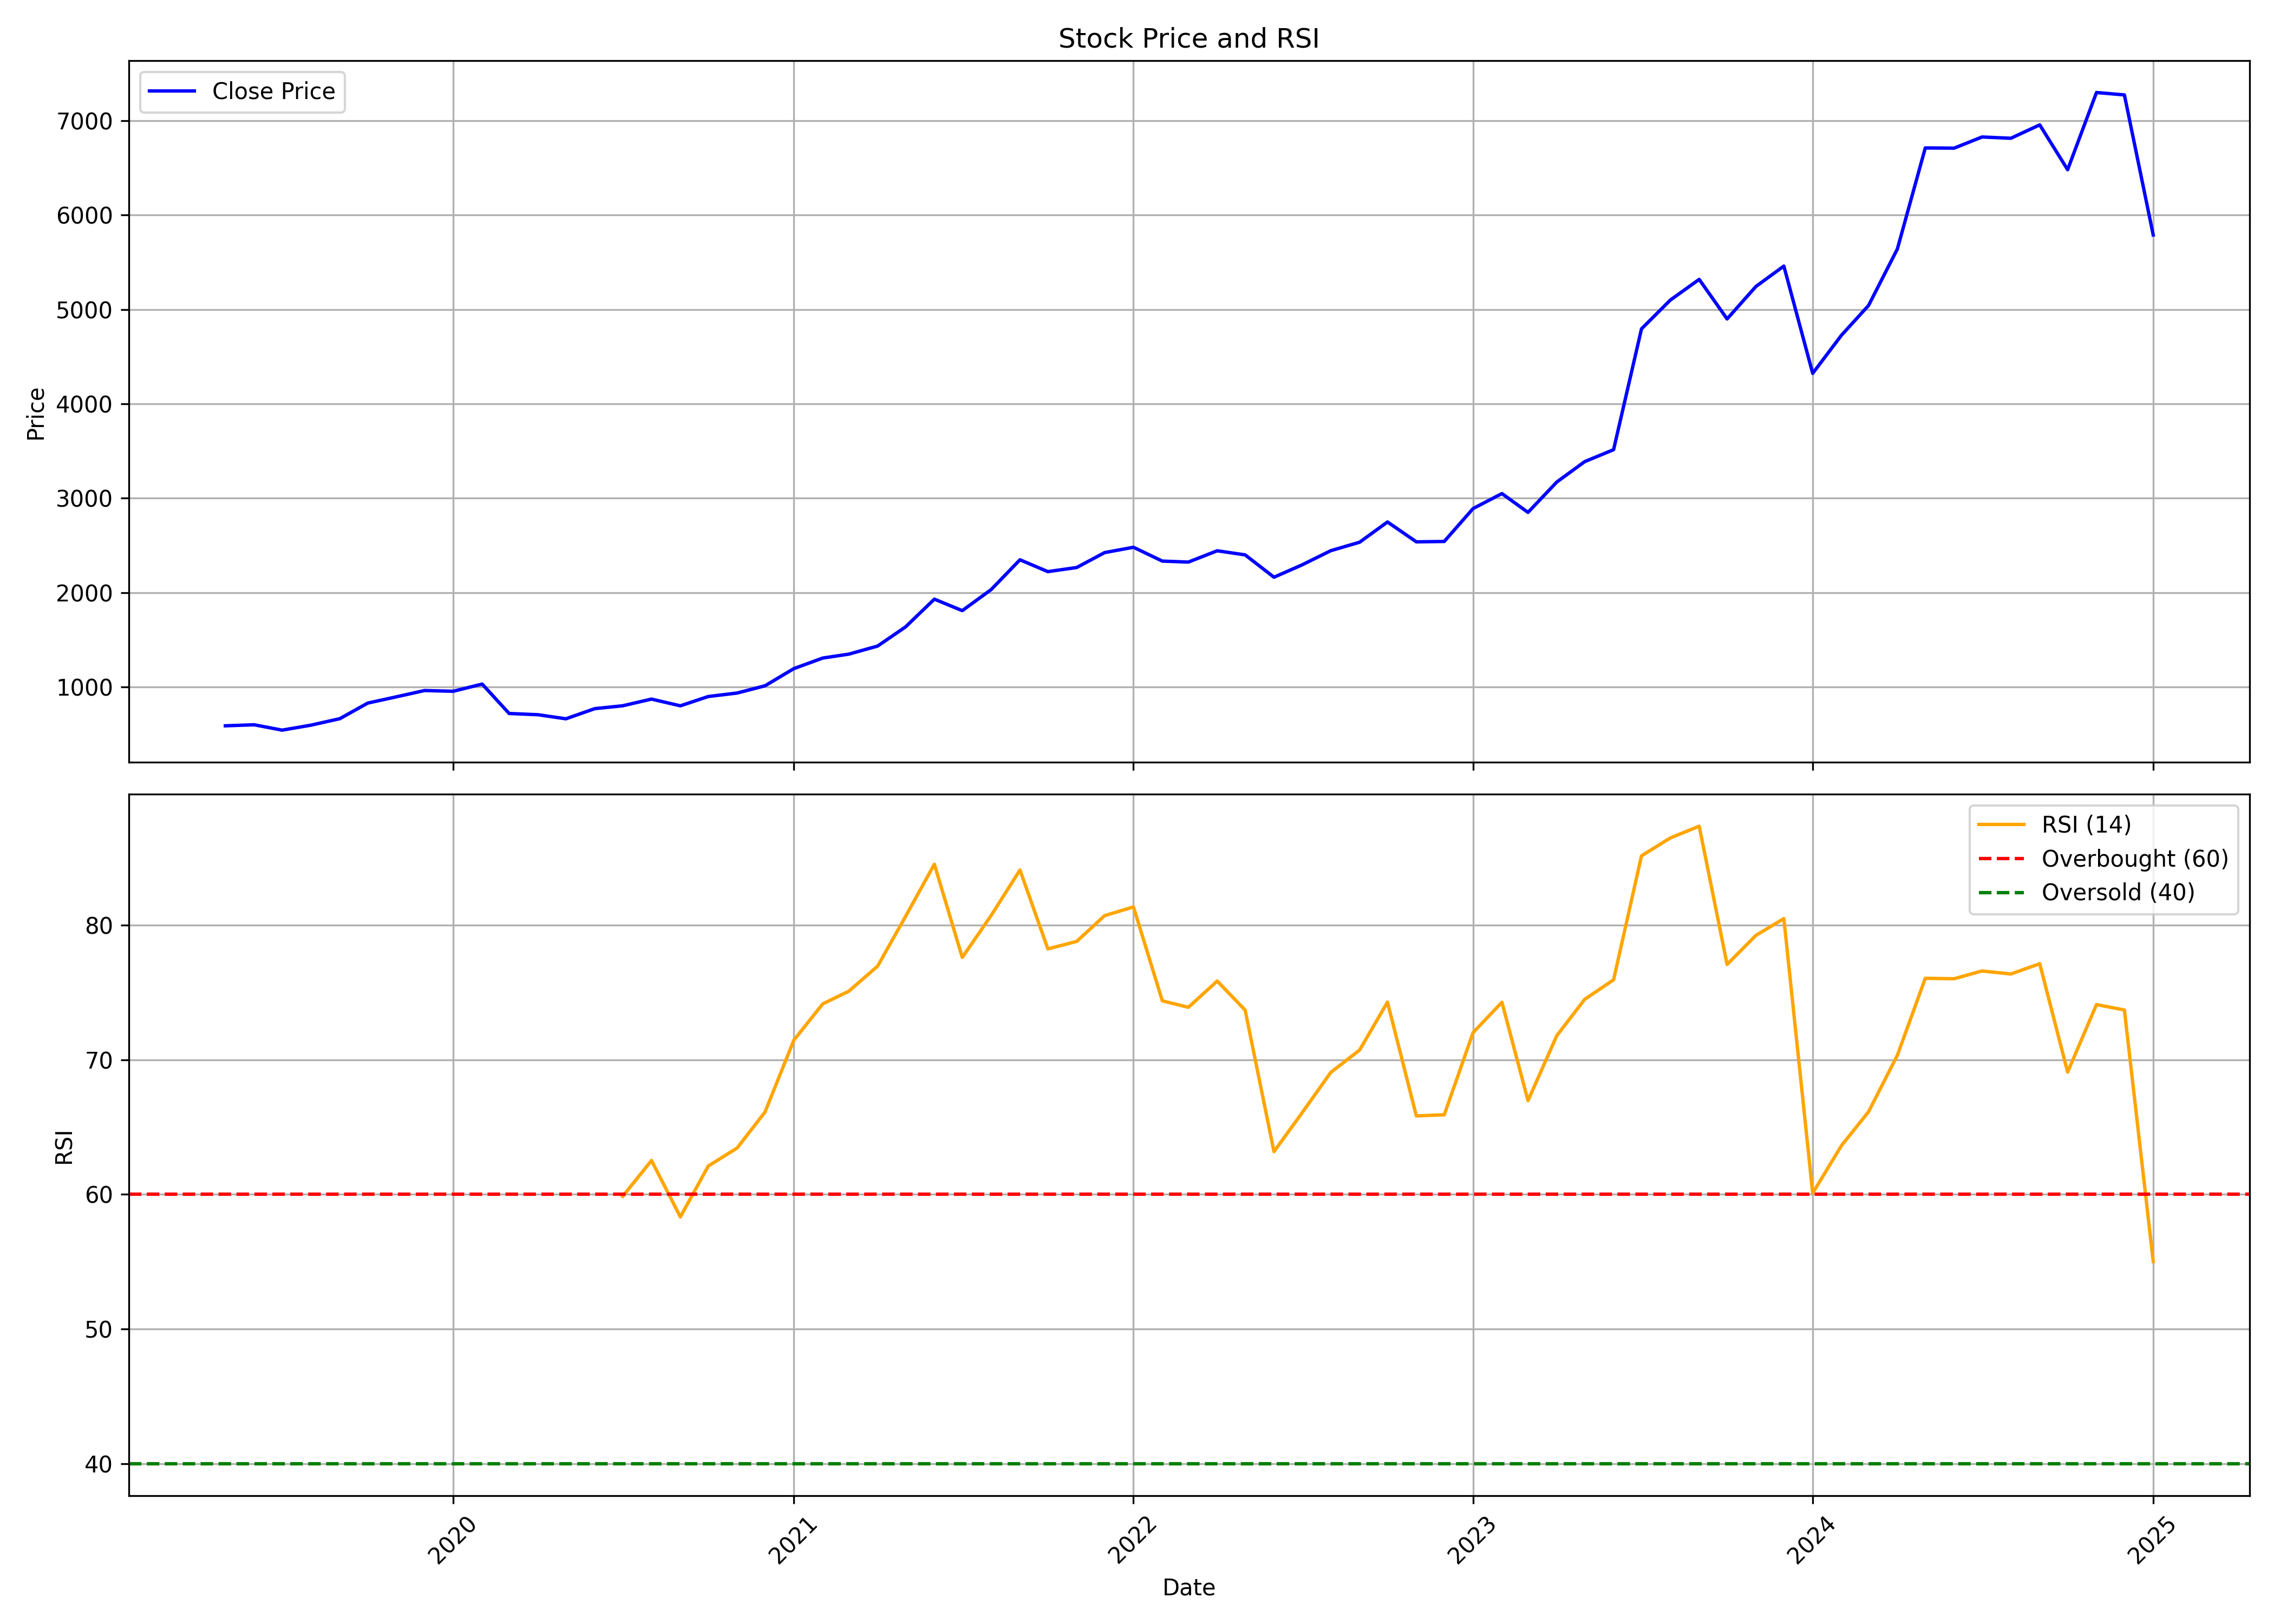 Stock Price and RSI
Close Price
7000
6000
5000
4000
3000
2000
1000
Price
RSI (14)
Overbought (60)
Oversold (40)
80
70
60
50
40
RSI
2020
2021
2022
2023
2024
2025
Date